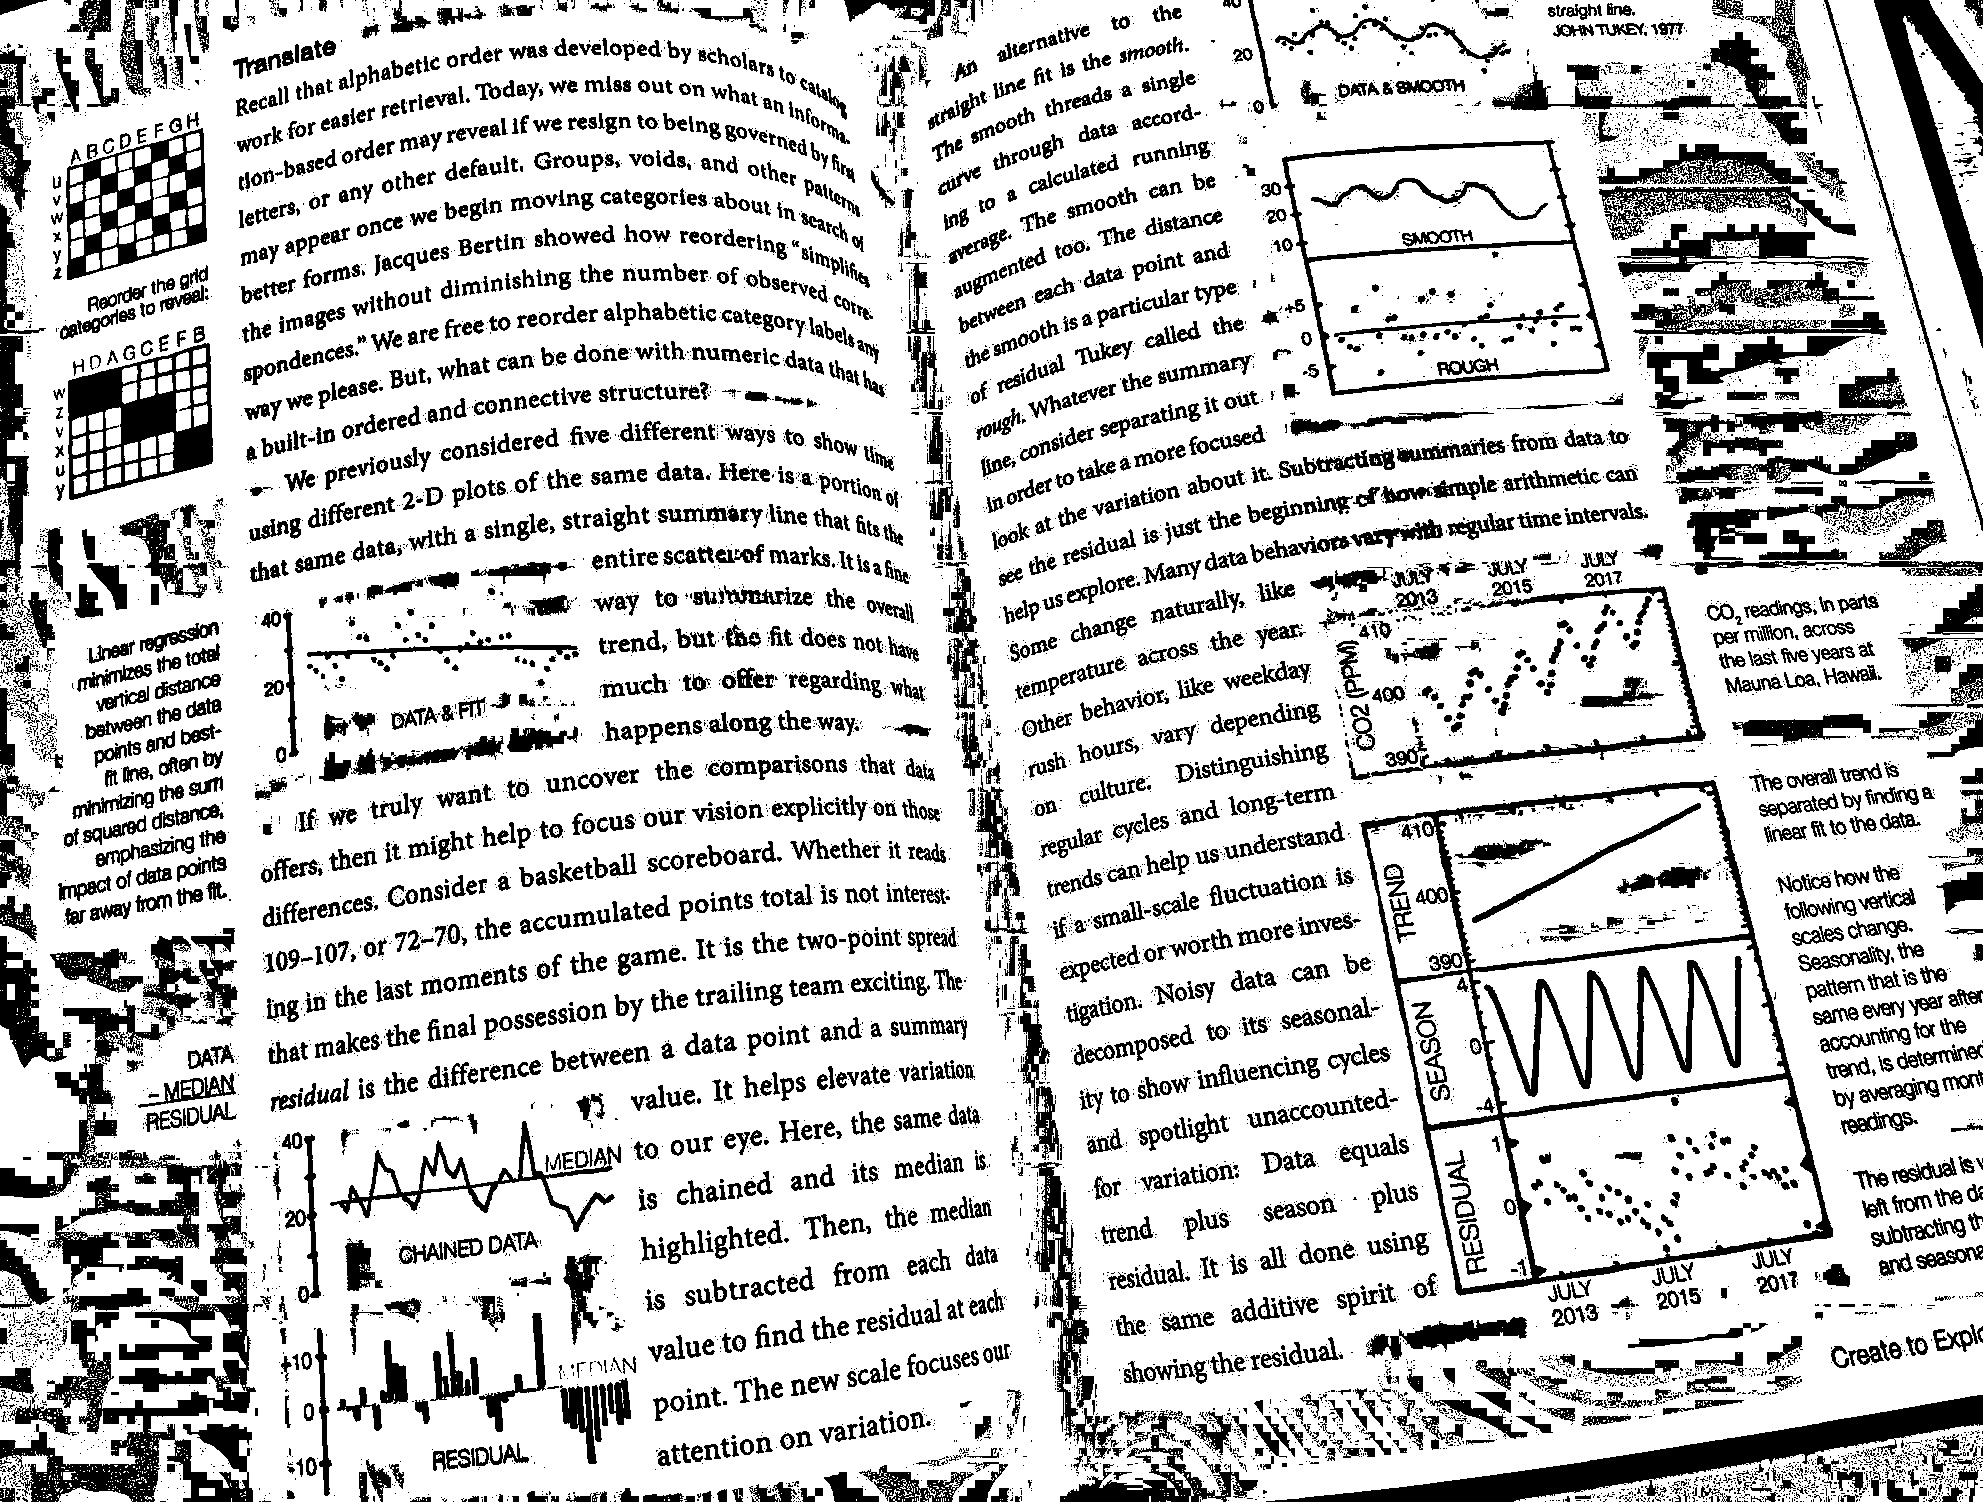 Translate
Recall that alphabetic order was developed by scholars to catalog
work for easier retrieval. Today, we miss out on what an informa-
tion-based order may reveal if we resign to being governed by first
letters, or any other default. Groups, voids, and other patterns
may appear once we begin moving categories about in search of
better forms. Jacques Bertin showed how reordering “simplifies
the images without diminishing the number of observed corre-
spondences.” We are free to reorder alphabetic category labels any
way we please. But, what can be done with numeric data that has
a built-in ordered and connective structure?
We previously considered five different ways to show time
using different 2-D plots of the same data. Here is a portion of
that same data, with a single, straight summary line that fits the
entire scatter of marks. It is a fine
way to summarize the overall
trend, but the fit does not have
much to offer regarding what
happens along the way.
40
20
0
DATA & FIT
If we truly want to uncover the comparisons that data
offers, then it might help to focus our vision explicitly on those
differences. Consider a basketball scoreboard. Whether it reads
109–107, or 72–70, the accumulated points total is not interest-
ing in the last moments of the game. It is the two-point spread
that makes the final possession by the trailing team exciting. The
residual is the difference between a data point and a summary
value. It helps elevate variation
to our eye. Here, the same data
is chained and its median is
highlighted. Then, the median
is subtracted from each data
value to find the residual at each
point. The new scale focuses our
attention on variation.
40
20
0
MEDIAN
CHAINED DATA
+10
0
-10
MEDIAN
RESIDUAL
A B C D E F G H
u
v
w
x
y
z
Reorder the grid
categories to reveal:
H D A G C E F B
w
z
v
x
u
y
Linear regression
minimizes the total
vertical distance
between the data
points and best-
fit line, often by
minimizing the sum
of squared distance,
emphasizing the
impact of data points
far away from the fit.
DATA
– MEDIAN
RESIDUAL
An alternative to the
straight line fit is the smooth.
The smooth threads a single
curve through data accord-
ing to a calculated running
average. The smooth can be
augmented too. The distance
between each data point and
the smooth is a particular type
of residual Tukey called the
rough. Whatever the summary
line, consider separating it out
in order to take a more focused
look at the variation about it. Subtracting summaries from data to
see the residual is just the beginning of how simple arithmetic can
help us explore. Many data behaviors vary with regular time intervals.
Some change naturally, like
temperature across the year.
Other behavior, like weekday
rush hours, vary depending
on culture. Distinguishing
regular cycles and long-term
trends can help us understand
if a small-scale fluctuation is
expected or worth more inves-
tigation. Noisy data can be
decomposed to its seasonal-
ity to show influencing cycles
and spotlight unaccounted-
for variation: Data equals
trend plus season plus
residual. It is all done using
the same additive spirit of
showing the residual.
40
20
0
DATA & SMOOTH
30
20
10
SMOOTH
+5
0
-5
ROUGH
JULY 2013
JULY 2015
JULY 2017
CO2 (PPM)
410
400
390
TREND
410
400
390
SEASON
4
0
-4
RESIDUAL
1
0
-1
JULY 2013
JULY 2015
JULY 2017
straight line.
JOHN TUKEY, 1977
CO2 readings, in parts
per million, across
the last five years at
Mauna Loa, Hawaii.
The overall trend is
separated by finding a
linear fit to the data.
Notice how the
following vertical
scales change.
Seasonality, the
pattern that is the
same every year after
accounting for the
trend, is determined
by averaging mont
readings.
The residual is
left from the da
subtracting th
and seasona
Create to Explo